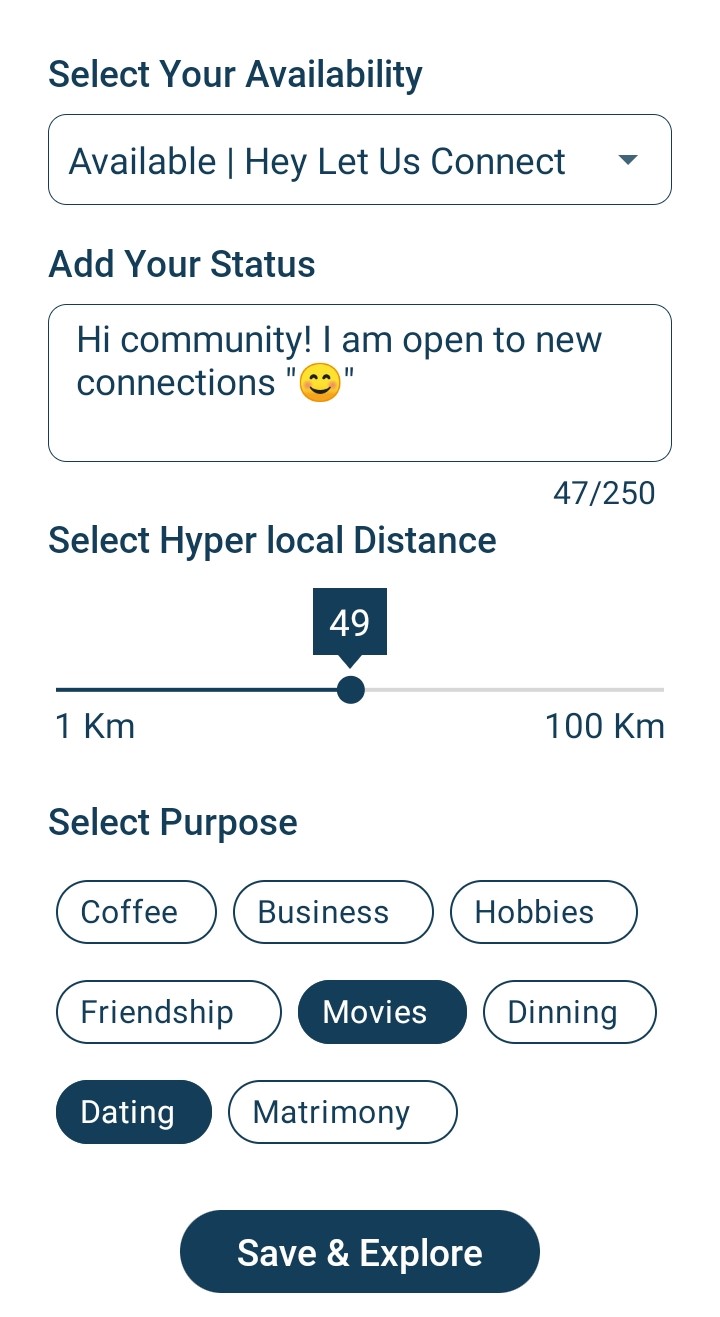 Select Your Availability
Available | Hey Let Us Connect
Add Your Status
Hi community! I am open to new
connections "😊"
47/250
Select Hyper local Distance
49
1 Km 100 Km
Select Purpose
Coffee Business Hobbies
Friendship Movies Dinning
Dating Matrimony
Save & Explore